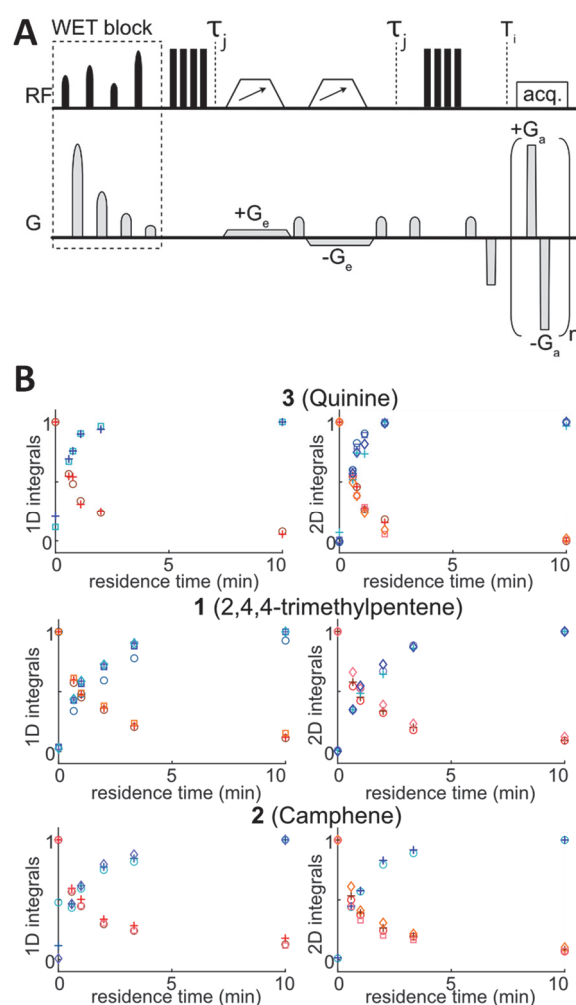 A
WET block
τj
τj
Ti
RF
acq.
+Ga
G
+Ge
-Ge
-Ga
n
B
3 (Quinine)
1D integrals
1
0
0
5
10
residence time (min)
2D integrals
1
0
0
5
10
residence time (min)
1 (2,4,4-trimethylpentene)
1D integrals
1
0
0
5
10
residence time (min)
2D integrals
1
0
0
5
10
residence time (min)
2 (Camphene)
1D integrals
1
0
0
5
10
residence time (min)
2D integrals
1
0
0
5
10
residence time (min)